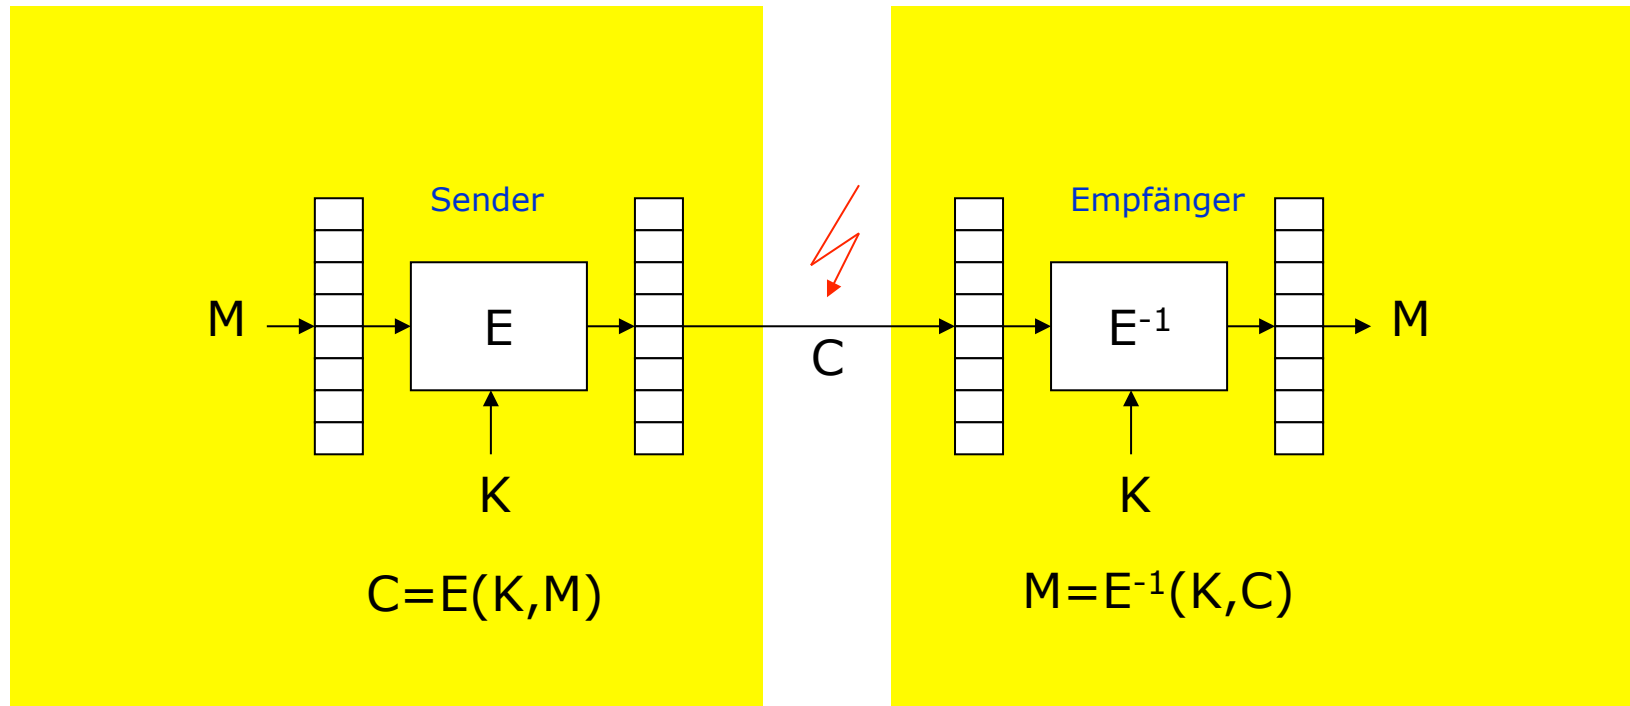 Sender
Empfänger
M
E
C
E-1
M
K
K
C=E(K,M)
M=E-1(K,C)